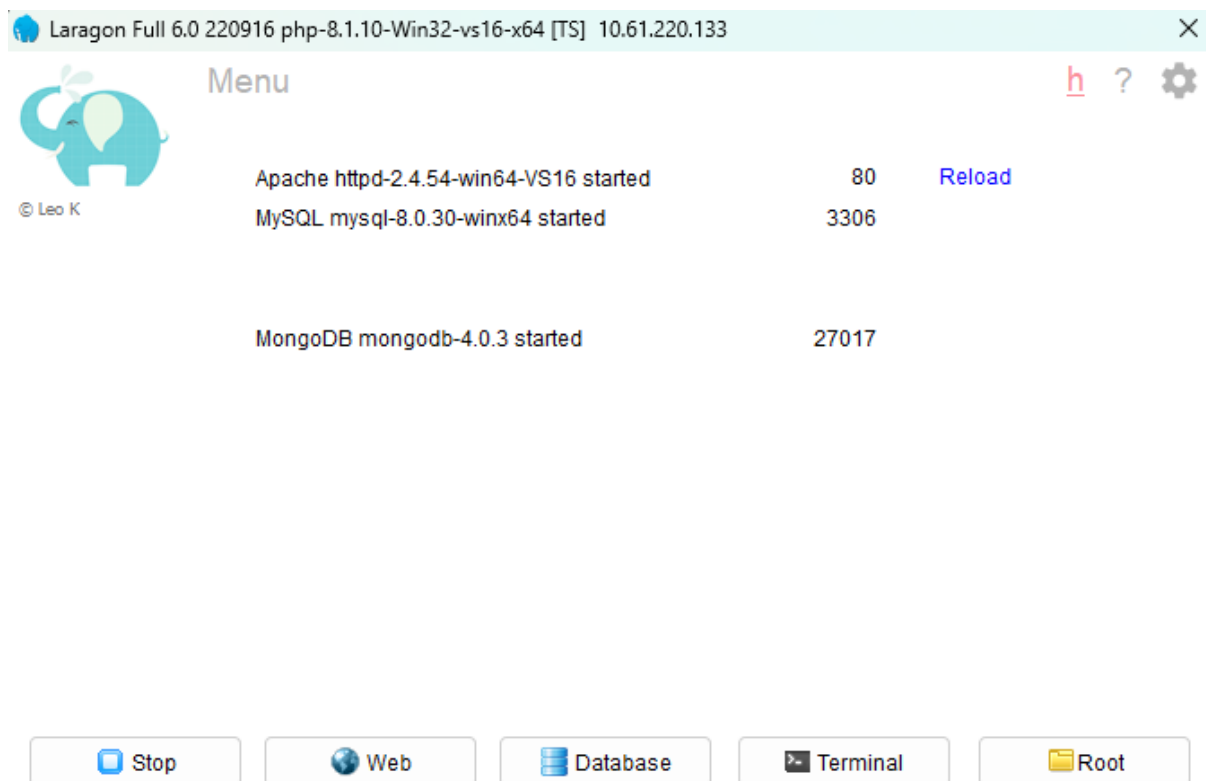 Laragon Full 6.0 220916 php-8.1.10-Win32-vs16-x64 [TS] 10.61.220.133
Menu
h ?
© Leo K
Apache httpd-2.4.54-win64-VS16 started 80 Reload
MySQL mysql-8.0.30-winx64 started 3306
MongoDB mongodb-4.0.3 started 27017
Stop Web Database Terminal Root